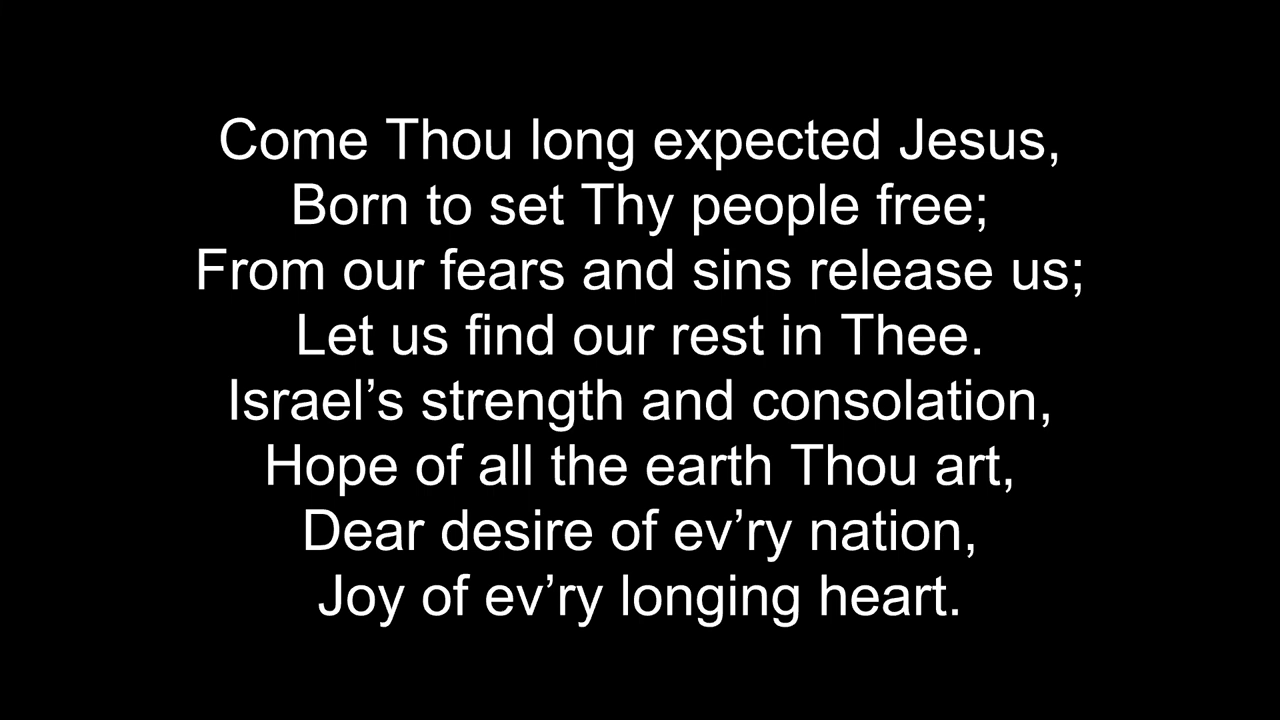 Come Thou long expected Jesus,
Born to set Thy people free;
From our fears and sins release us;
Let us find our rest in Thee.
Israel’s strength and consolation,
Hope of all the earth Thou art,
Dear desire of ev’ry nation,
Joy of ev’ry longing heart.